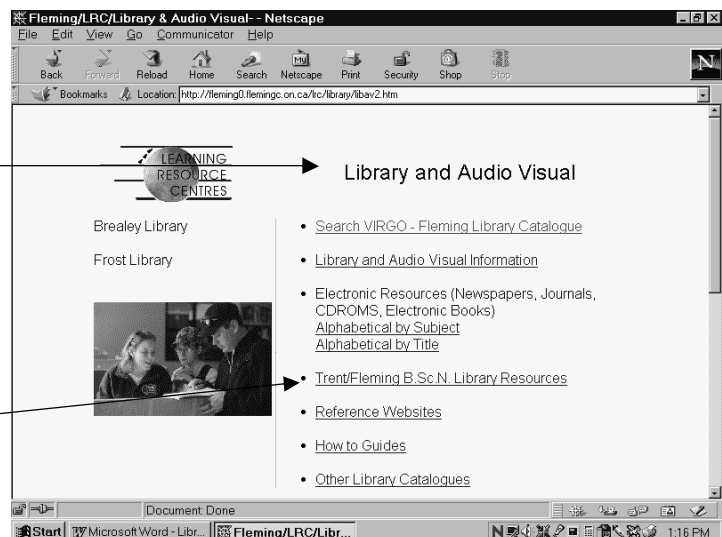 Fleming/LRC/Library & Audio Visual- - Netscape
File Edit View Go Communicator Help
Back Forward Reload Home Search Netscape Print Security Shop Stop
My
N
Bookmarks Location: http://fleming0.flemingc.on.ca/lrc/library/libav2.htm
LEARNING
RESOURCE
CENTRES
Library and Audio Visual
Brealey Library
Frost Library
• Search VIRGO - Fleming Library Catalogue
• Library and Audio Visual Information
• Electronic Resources (Newspapers, Journals,
CDROMS, Electronic Books)
Alphabetical by Subject
Alphabetical by Title
• Trent/Fleming B.Sc.N. Library Resources
• Reference Websites
• How to Guides
• Other Library Catalogues
Document: Done
Start Microsoft Word - Libr... Fleming/LRC/Libr... 1:16 PM